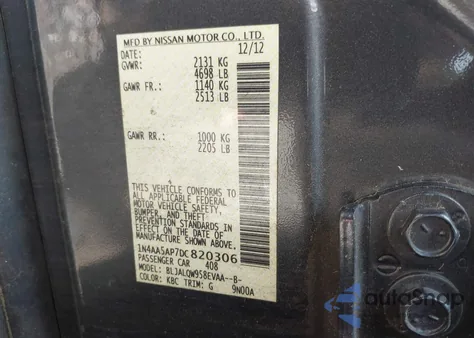 MFD BY NISSAN MOTOR CO., LTD.
DATE: 12/12
GVWR: 2131 KG
4698 LB
GAWR FR.: 1140 KG
2513 LB
GAWR RR.: 1000 KG
2205 LB
THIS VEHICLE CONFORMS TO
ALL APPLICABLE FEDERAL
MOTOR VEHICLE SAFETY,
BUMPER, AND THEFT
PREVENTION STANDARDS
IN EFFECT ON THE DATE OF
MANUFACTURE SHOWN ABOVE.
1N4AA5AP7DC820306
PASSENGER CAR 408
MODEL: BLJALQW958EVAA--B-
COLOR: KBC TRIM: G 9N00A
autoSnap